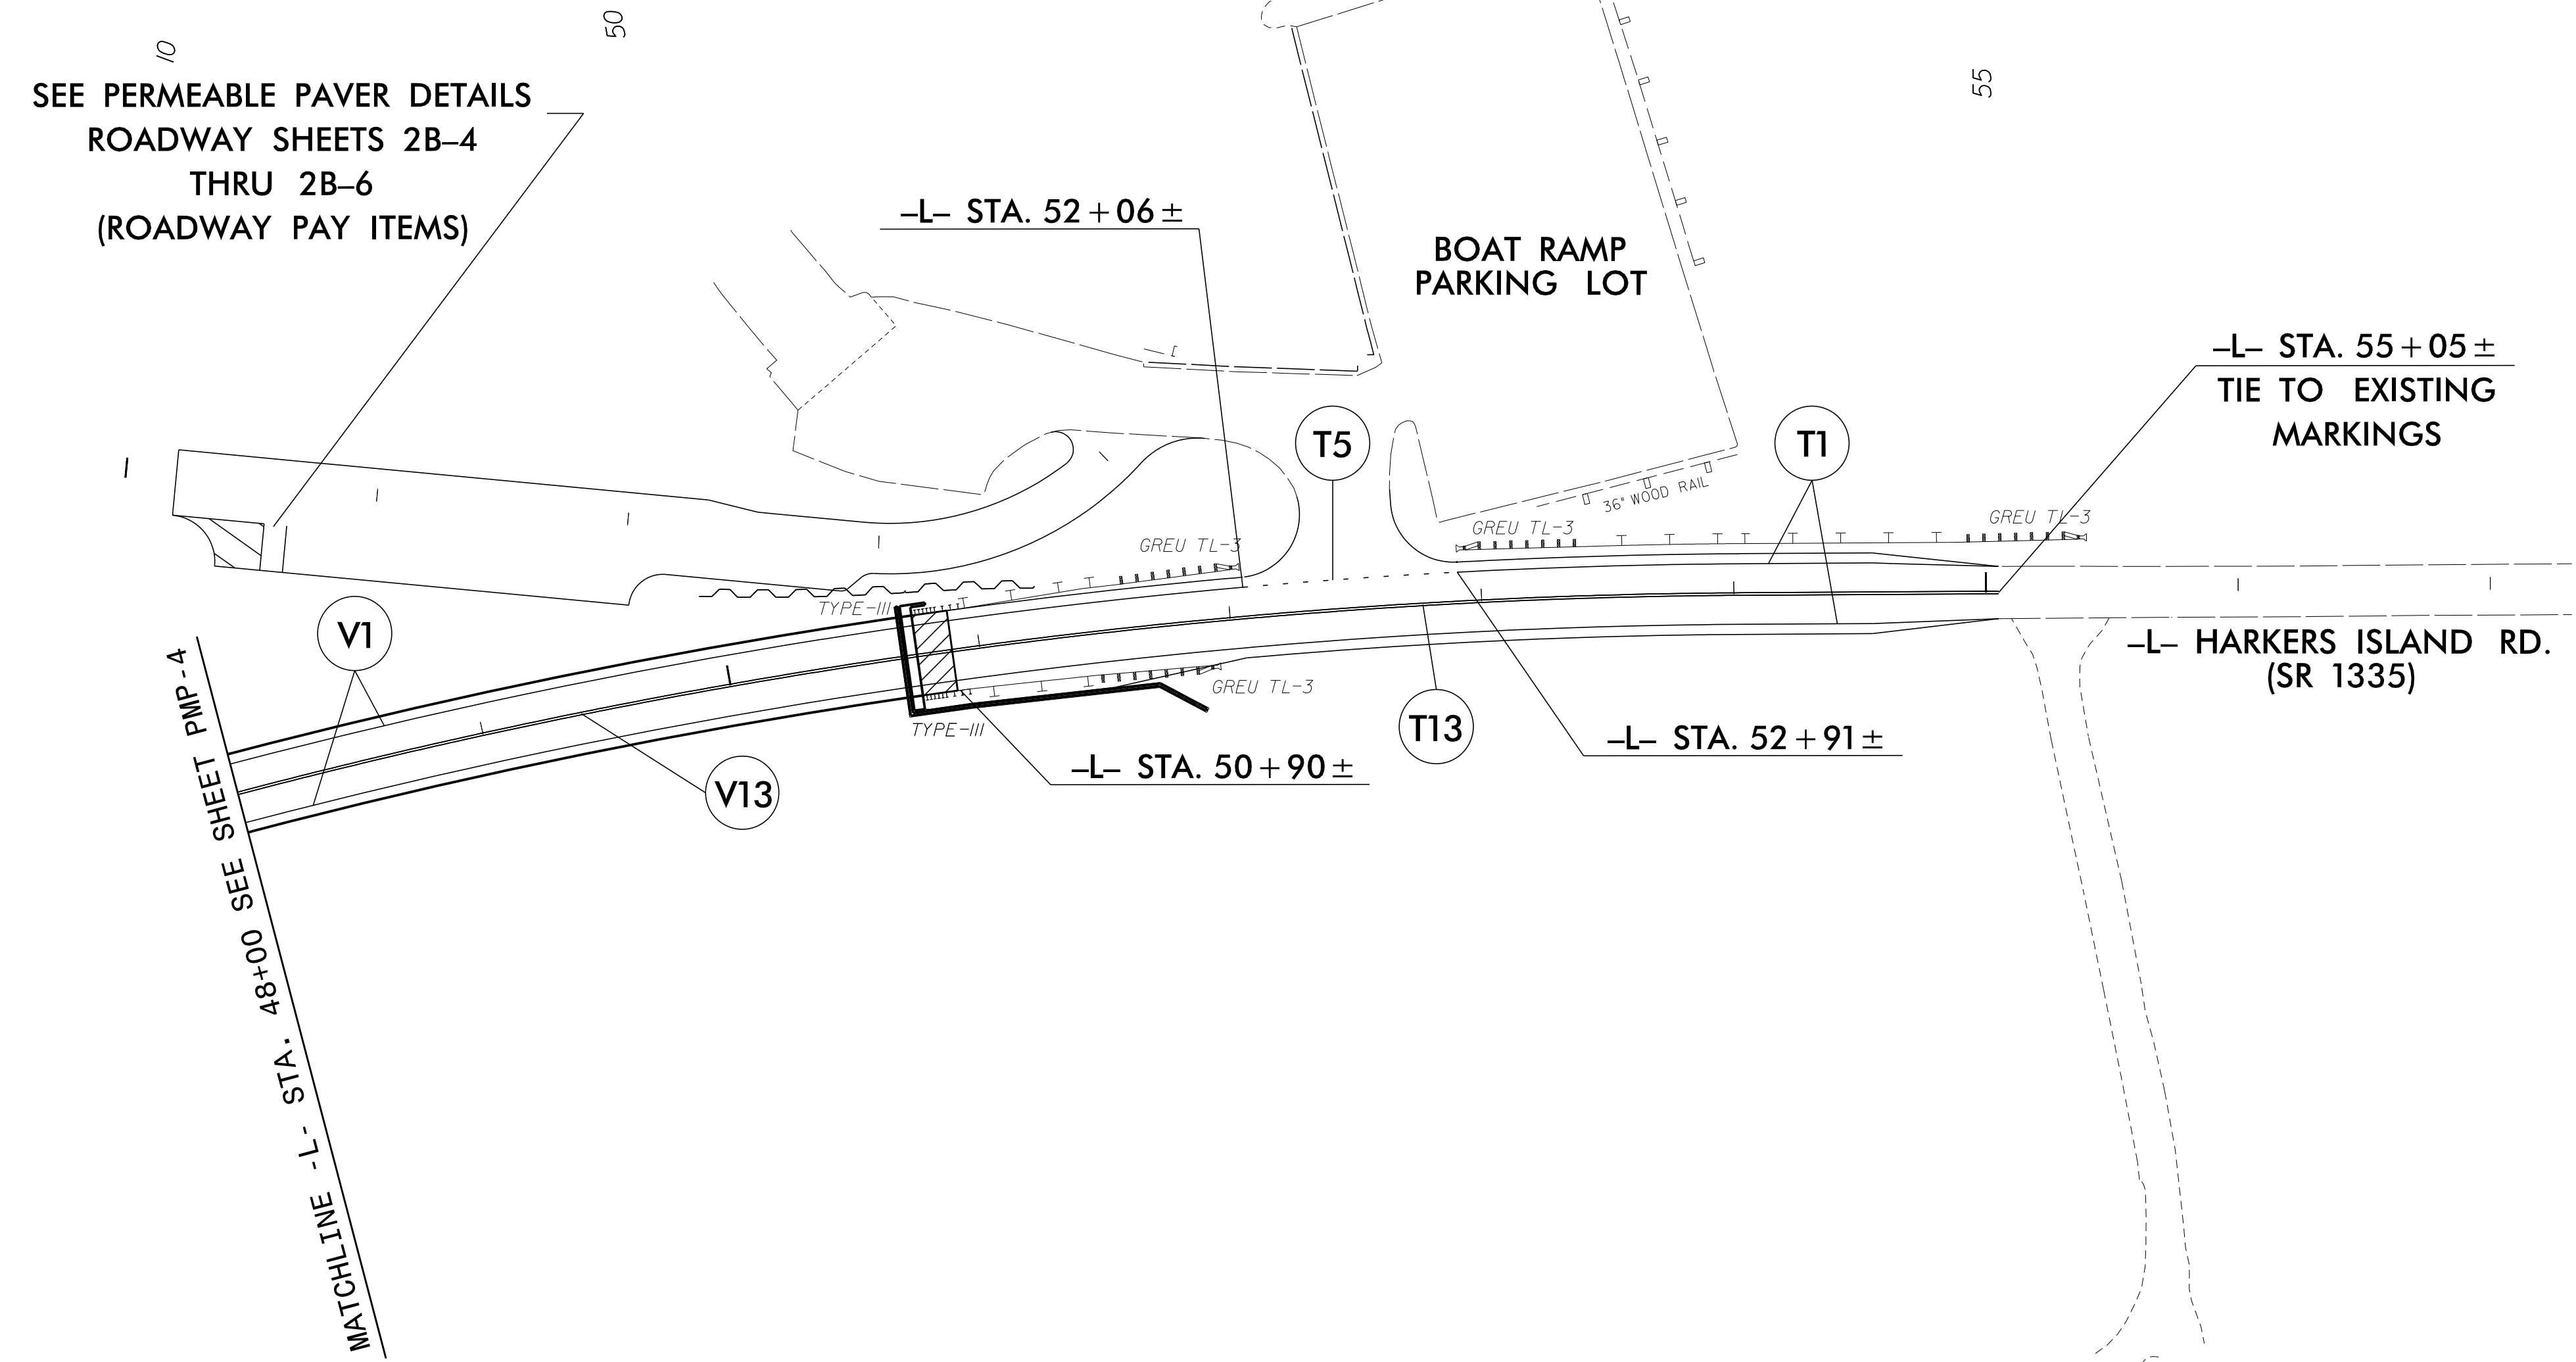 10
50
55
SEE PERMEABLE PAVER DETAILS
ROADWAY SHEETS 2B–4
THRU 2B–6
(ROADWAY PAY ITEMS)
–L– STA. 52+06±
BOAT RAMP
PARKING LOT
–L– STA. 55+05±
TIE TO EXISTING
MARKINGS
T5
T1
36" WOOD RAIL
GREU TL-3
GREU TL-3
GREU TL-3
TYPE-III
V1
–L– HARKERS ISLAND RD.
(SR 1335)
GREU TL-3
TYPE-III
T13
–L– STA. 52+91±
–L– STA. 50+90±
V13
MATCHLINE -L- STA. 48+00 SEE SHEET PMP-4